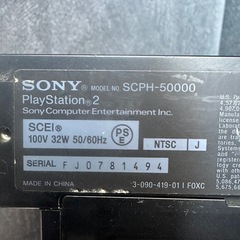 SONY MODEL NO. SCPH-50000
PlayStation®2
Sony Computer Entertainment Inc.
SCEI®
100V 32W 50/60Hz
PSE
NTSC J
SERIAL FJ0781494
MADE IN CHINA
3-090-419-01 I FOXC